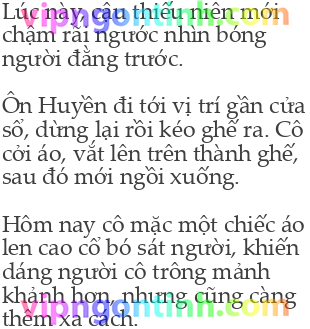 Lúc này, cậu thiếu niên mới
chậm rãi ngước nhìn bóng
người đằng trước.
Ôn Huyền đi tới vị trí gần cửa
sổ, dừng lại rồi kéo ghế ra. Cô
cởi áo, vắt lên trên thành ghế,
sau đó mới ngồi xuống.
Hôm nay cô mặc một chiếc áo
len cao cổ bó sát người, khiến
dáng người cô trông mảnh
khảnh hơn, nhưng cũng càng
thêm xa cách.
vipngontinh.com
vipngontinh.com